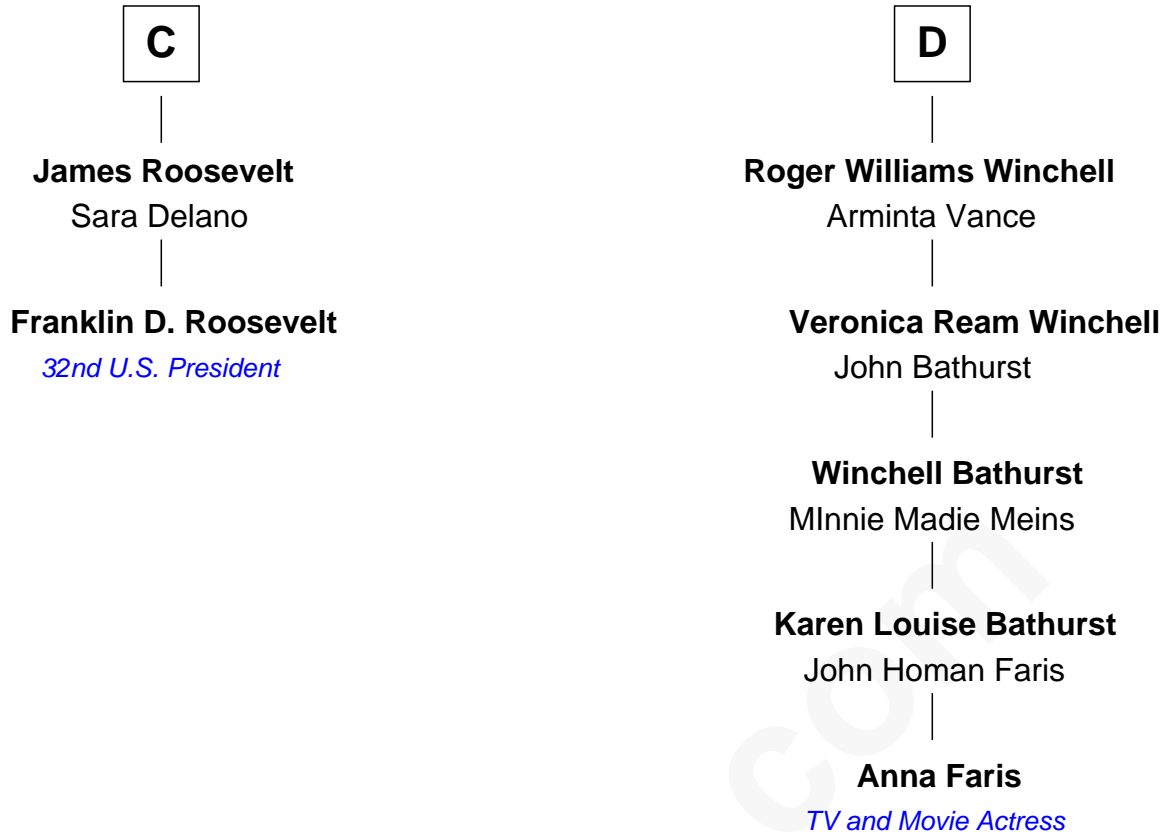 C
James Roosevelt
Sara Delano
Franklin D. Roosevelt
32nd U.S. President
D
Roger Williams Winchell
Arminta Vance
Veronica Ream Winchell
John Bathurst
Winchell Bathurst
MInnie Madie Meins
Karen Louise Bathurst
John Homan Faris
Anna Faris
TV and Movie Actress
com